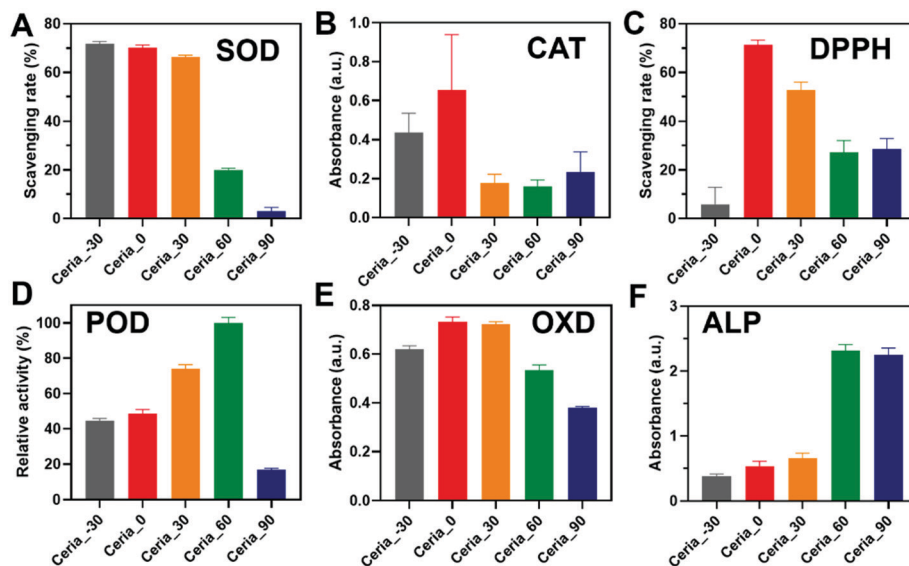 A
SOD
Scavenging rate (%)
80
60
40
20
0
Ceria_-30
Ceria_0
Ceria_30
Ceria_60
Ceria_90
B
CAT
Absorbance (a.u.)
1.0
0.8
0.6
0.4
0.2
0.0
Ceria_-30
Ceria_0
Ceria_30
Ceria_60
Ceria_90
C
DPPH
Scavenging rate (%)
80
60
40
20
0
Ceria_-30
Ceria_0
Ceria_30
Ceria_60
Ceria_90
D
POD
Relative activity (%)
100
80
60
40
20
0
Ceria_-30
Ceria_0
Ceria_30
Ceria_60
Ceria_90
E
OXD
Absorbance (a.u.)
0.8
0.6
0.4
0.2
0.0
Ceria_-30
Ceria_0
Ceria_30
Ceria_60
Ceria_90
F
ALP
Absorbance (a.u.)
3
2
1
0
Ceria_-30
Ceria_0
Ceria_30
Ceria_60
Ceria_90